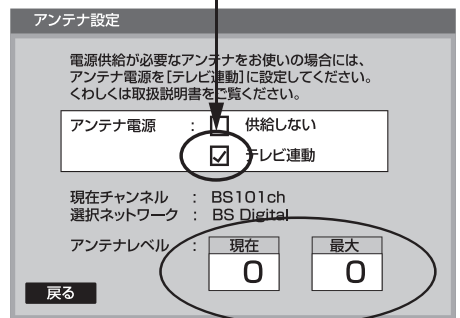 アンテナ設定
電源供給が必要なアンテナをお使いの場合には、
アンテナ電源を[テレビ連動]に設定してください。
くわしくは取扱説明書をご覧ください。
アンテナ電源 : 供給しない
テレビ連動
現在チャンネル : BS101ch
選択ネットワーク : BS Digital
アンテナレベル : 現在 最大
0 0
戻る